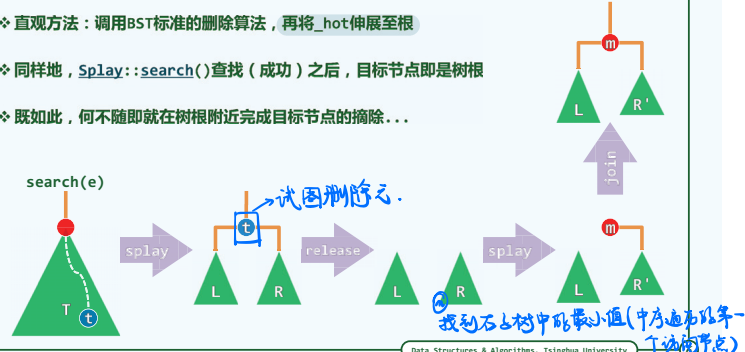 ❖ 直观方法：调用BST标准的删除算法，再将_hot伸展至根
❖ 同样地，Splay::search()查找（成功）之后，目标节点即是树根
❖ 既如此，何不随即就在树根附近完成目标节点的摘除...
m
L
R'
join
search(e)
试图删除元.
T
t
splay
t
L
R
release
L
R
splay
m
L
R'
找到右子树中的最小值(中序遍历的第一
个访问节点)
Data Structures & Algorithms, Tsinghua University